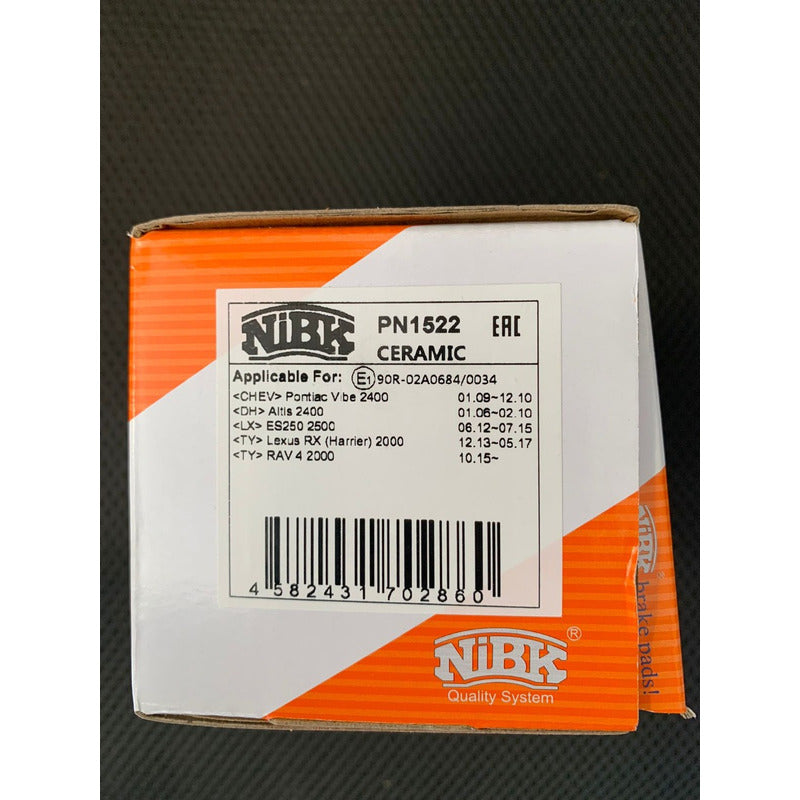 NiBK PN1522 EAC
CERAMIC
Applicable For: E1 90R-02A0684/0034
<CHEV> Pontiac Vibe 2400 01.09~12.10
<DH> Altis 2400 01.06~02.10
<LX> ES250 2500 06.12~07.15
<TY> Lexus RX (Harrier) 2000 12.13~05.17
<TY> RAV 4 2000 10.15~
4 582431 702860
NiBK®
Quality System
NiBK
brake pads!